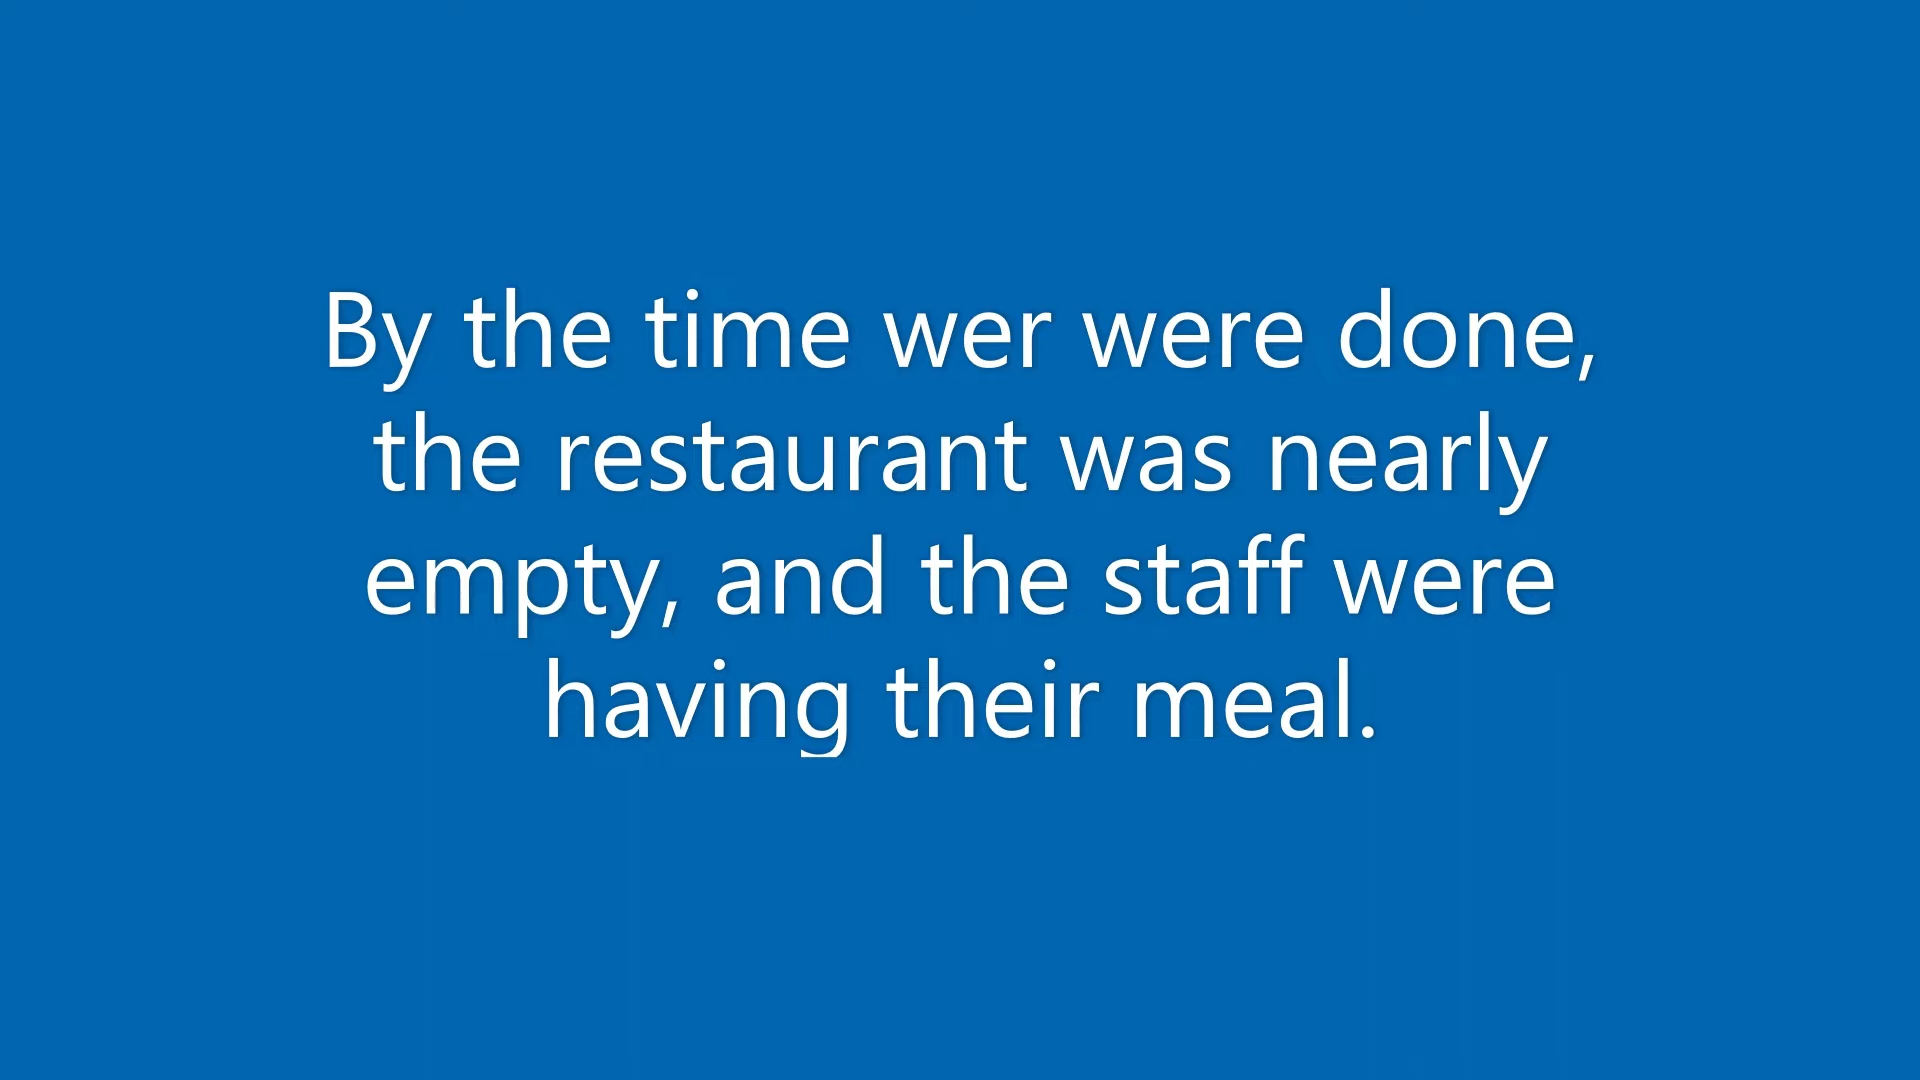 By the time wer were done,
the restaurant was nearly
empty, and the staff were
having their meal.